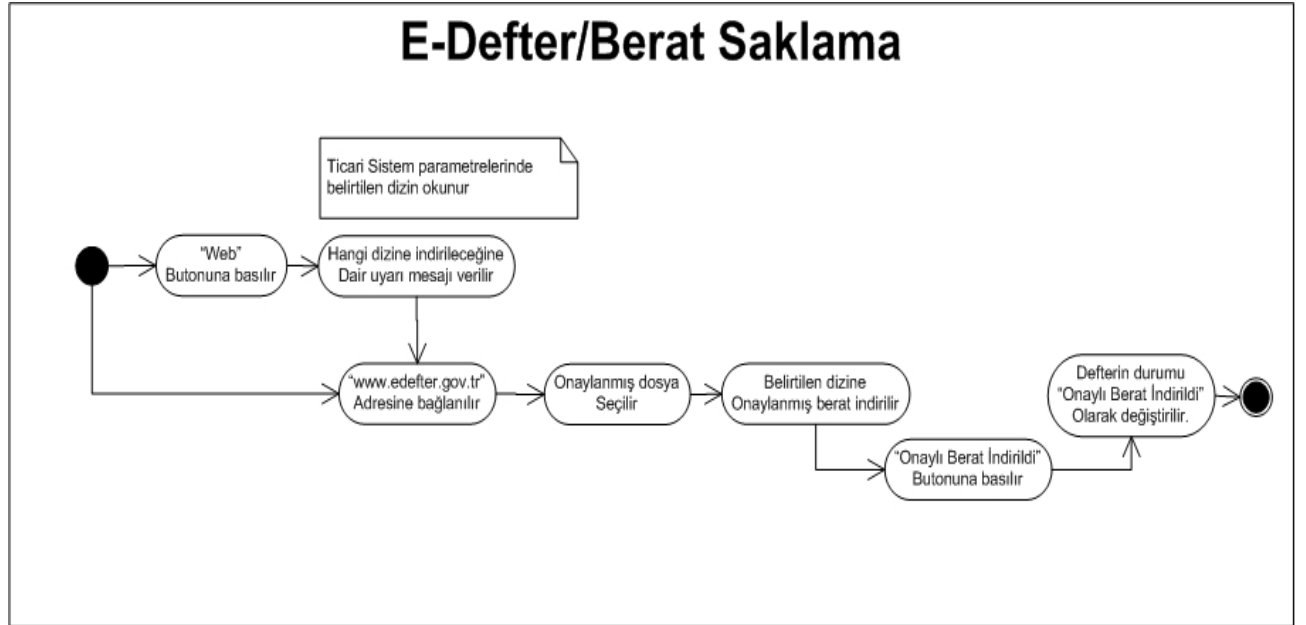 E-Defter/Berat Saklama
Ticari Sistem parametrelerinde
belirtilen dizin okunur
“Web”
Butonuna basılır
Hangi dizine indirileceğine
Dair uyarı mesajı verilir
“www.edefter.gov.tr”
Adresine bağlanılır
Onaylanmış dosya
Seçilir
Belirtilen dizine
Onaylanmış berat indirilir
“Onaylı Berat İndirildi”
Butonuna basılır
Defterin durumu
“Onaylı Berat İndirildi”
Olarak değiştirilir.